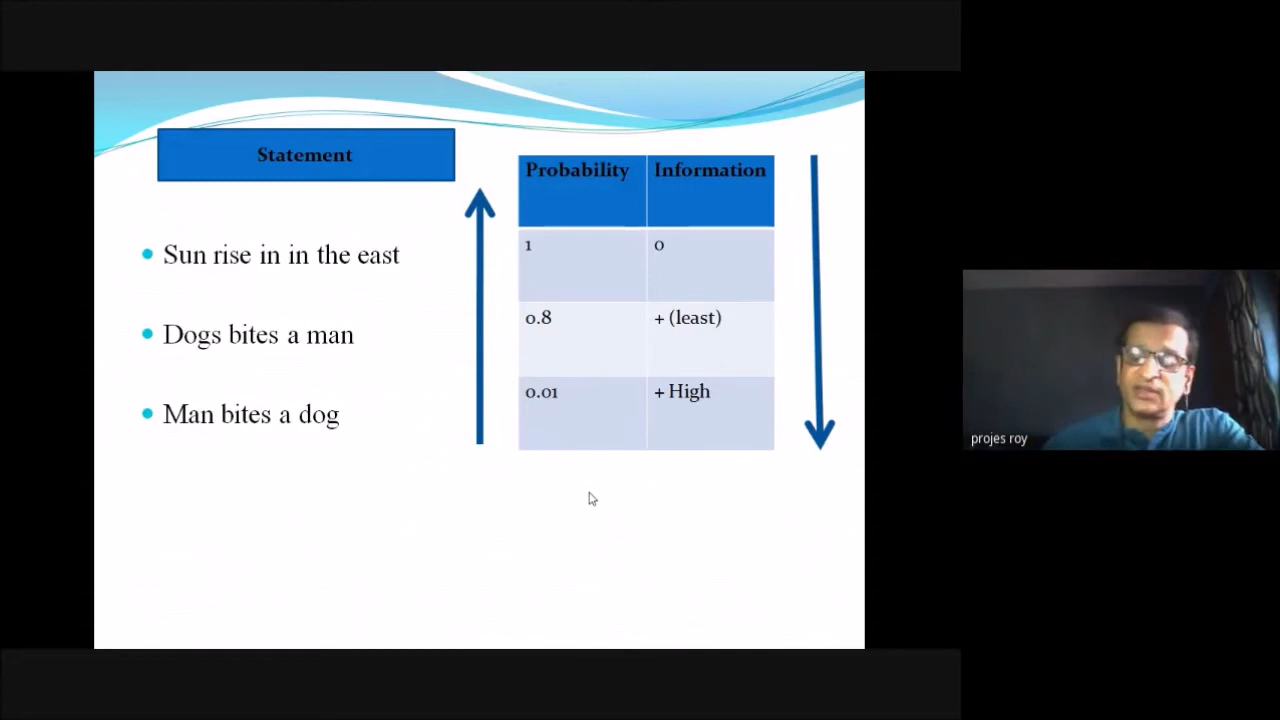 Statement
Sun rise in in the east
Dogs bites a man
Man bites a dog
Probability Information
1 0
0.8 + (least)
0.01 + High
projes roy